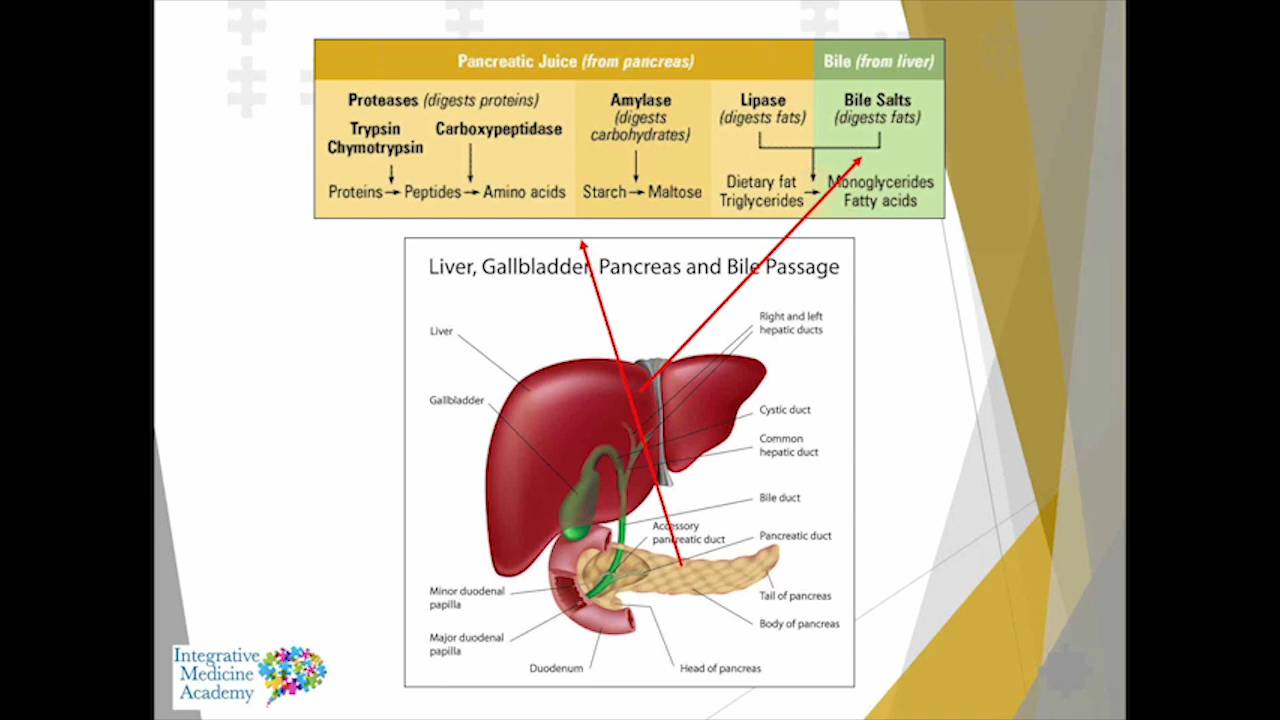 Pancreatic Juice (from pancreas)
Bile (from liver)
Proteases (digests proteins)
Trypsin
Chymotrypsin
Carboxypeptidase
Proteins
Peptides
Amino acids
Amylase
(digests
carbohydrates)
Starch
Maltose
Lipase
(digests fats)
Bile Salts
(digests fats)
Dietary fat
Triglycerides
Monoglycerides
Fatty acids
Liver, Gallbladder, Pancreas and Bile Passage
Liver
Gallbladder
Right and left
hepatic ducts
Cystic duct
Common
hepatic duct
Bile duct
Accessory
pancreatic duct
Pancreatic duct
Minor duodenal
papilla
Major duodenal
papilla
Duodenum
Head of pancreas
Body of pancreas
Tail of pancreas
Integrative
Medicine
Academy